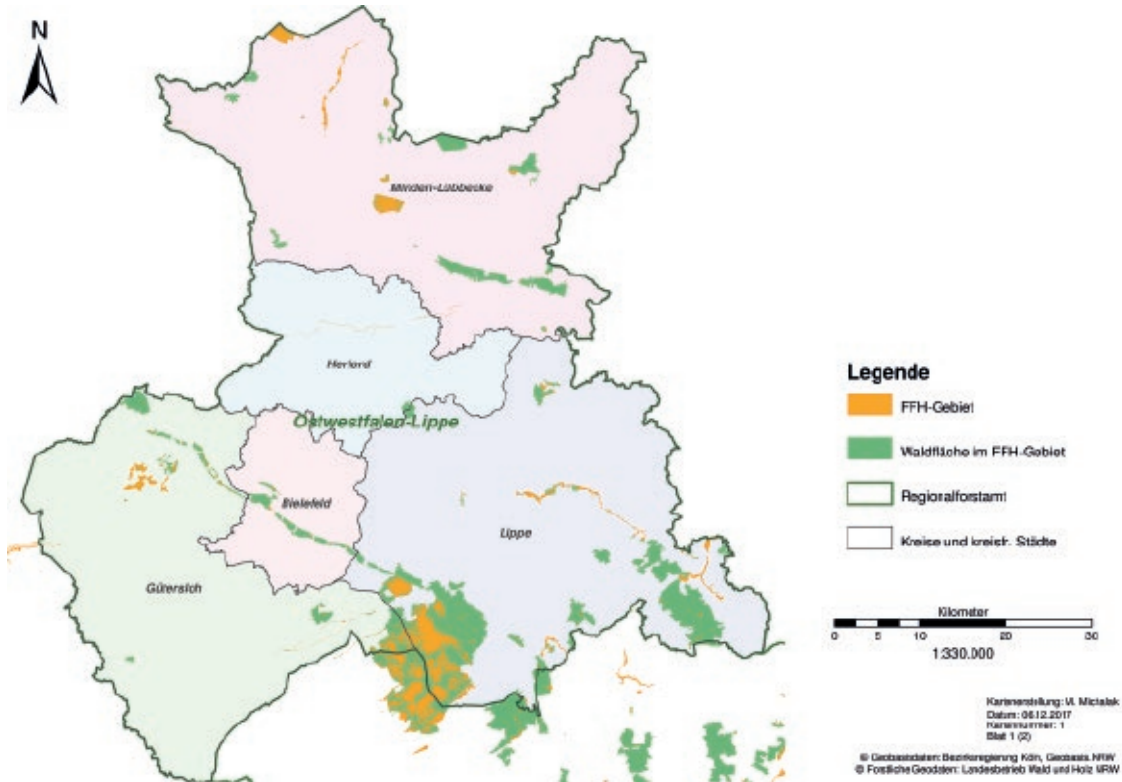 N
Minden-Lübbecke
Herford
Ostwestfalen-Lippe
Bielefeld
Lippe
Gütersloh
Legende
FFH-Gebiet
Waldfläche im FFH-Gebiet
Regionalforstamt
Kreise und kreisfr. Städte
Kilometer
0 5 10 20 30
1:330.000
Kartenerstellung: M. Michalak
Datum: 06.12.2017
Kartennummer: 1
Blatt 1 (2)
© Geobasisdaten: Bezirksregierung Köln, Geobasis NRW
© Forstliche Geodaten: Landesbetrieb Wald und Holz NRW